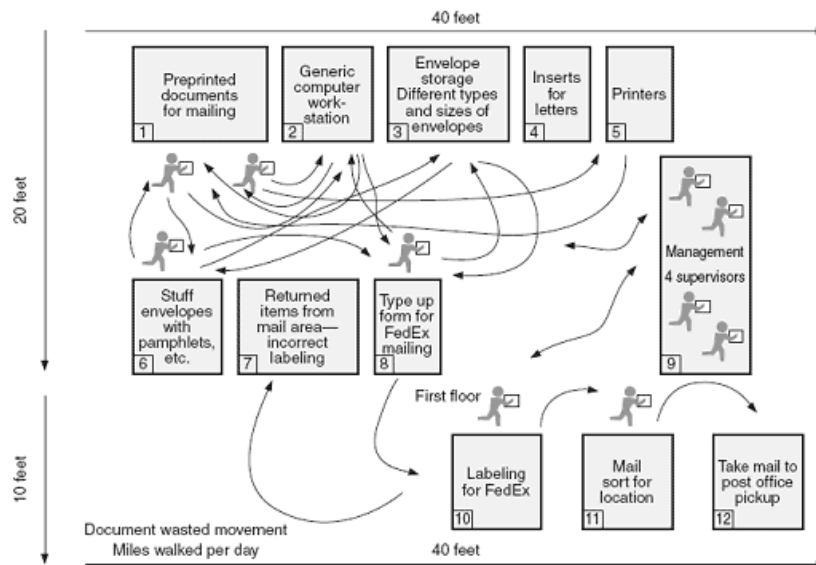 40 feet
Preprinted
documents
for mailing
1
Generic
computer
work-
station
2
Envelope
storage
Different types
and sizes of
envelopes
3
Inserts
for
letters
4
Printers
5
20 feet
Management
4 supervisors
9
Stuff
envelopes
with
pamphlets,
etc.
6
Returned
items from
mail area—
incorrect
labeling
7
Type up
form for
FedEx
mailing
8
First floor
10 feet
Labeling
for FedEx
10
Mail
sort for
location
11
Take mail to
post office
pickup
12
Document wasted movement
Miles walked per day
40 feet